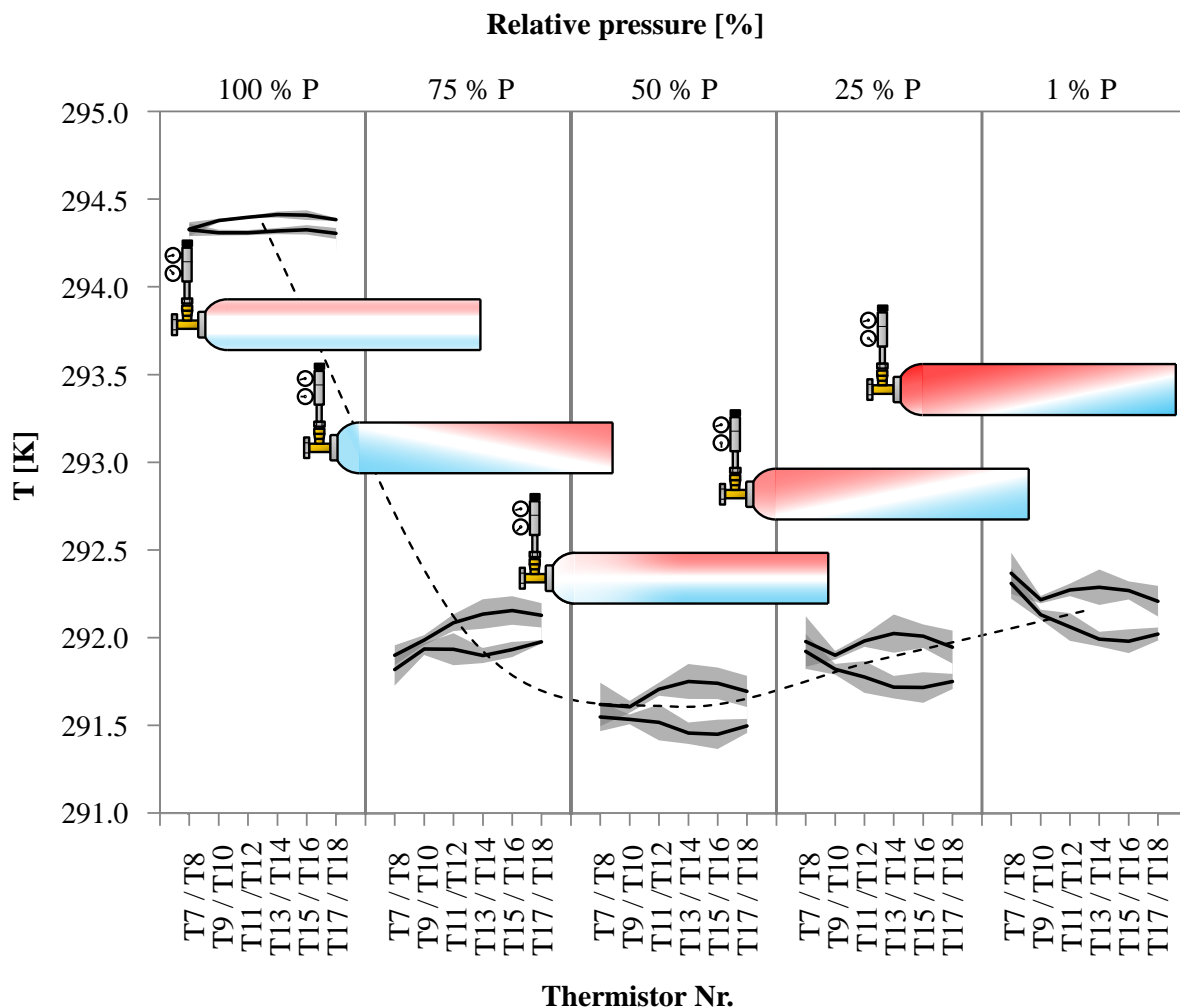 Relative pressure [%]
100 % P 75 % P 50 % P 25 % P 1 % P
295.0
294.5
294.0
293.5
293.0
292.5
292.0
291.5
291.0
T [K]
T7 / T8
T9 / T10
T11 /T12
T13 / T14
T15 / T16
T17 / T18
T7 / T8
T9 / T10
T11 /T12
T13 / T14
T15 / T16
T17 / T18
T7 / T8
T9 / T10
T11 /T12
T13 / T14
T15 / T16
T17 / T18
T7 / T8
T9 / T10
T11 /T12
T13 / T14
T15 / T16
T17 / T18
T7 / T8
T9 / T10
T11 /T12
T13 / T14
T15 / T16
T17 / T18
Thermistor Nr.